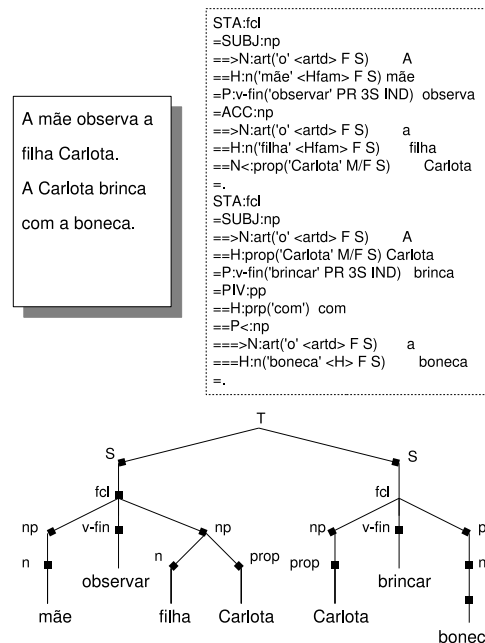 A mãe observa a
filha Carlota.
A Carlota brinca
com a boneca.
STA:fcl
=SUBJ:np
==>N:art('o' <artd> F S) A
==H:n('mãe' <Hfam> F S) mãe
=P:v-fin('observar' PR 3S IND) observa
=ACC:np
==>N:art('o' <artd> F S) a
==H:n('filha' <Hfam> F S) filha
==N<:prop('Carlota' M/F S) Carlota
=.
STA:fcl
=SUBJ:np
==>N:art('o' <artd> F S) A
==H:prop('Carlota' M/F S) Carlota
=P:v-fin('brincar' PR 3S IND) brinca
=PIV:pp
==H:prp('com') com
==P<:np
===>N:art('o' <artd> F S) a
===H:n('boneca' <H> F S) boneca
=.
T
S S
fcl fcl
np v-fin np np v-fin p
n n prop prop n
observar brincar
mãe filha Carlota Carlota
bonec